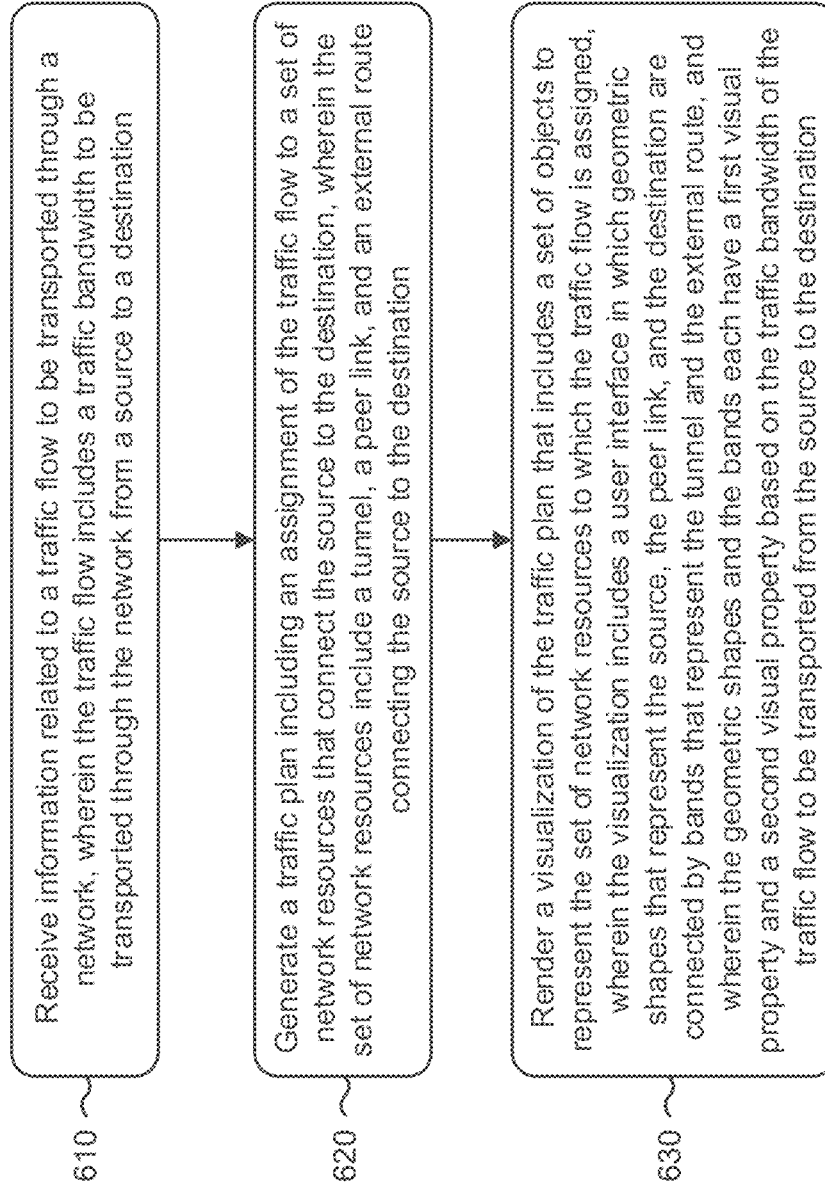 610
Receive information related to a traffic flow to be transported through a
network, wherein the traffic flow includes a traffic bandwidth to be
transported through the network from a source to a destination
620
Generate a traffic plan including an assignment of the traffic flow to a set of
network resources that connect the source to the destination, wherein the
set of network resources include a tunnel, a peer link, and an external route
connecting the source to the destination
630
Render a visualization of the traffic plan that includes a set of objects to
represent the set of network resources to which the traffic flow is assigned,
wherein the visualization includes a user interface in which geometric
shapes that represent the source, the peer link, and the destination are
connected by bands that represent the tunnel and the external route, and
wherein the geometric shapes and the bands each have a first visual
property and a second visual property based on the traffic bandwidth of the
traffic flow to be transported from the source to the destination